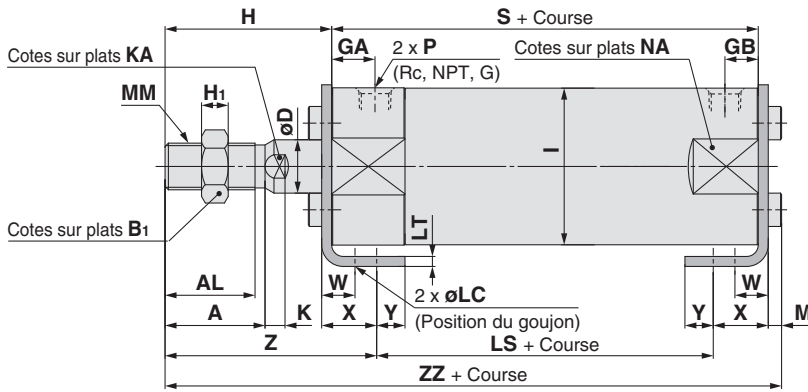 H
S + Course
GA
2 x P
(Rc, NPT, G)
Cotes sur plats NA
GB
Cotes sur plats KA
MM
H1
øD
I
Cotes sur plats B1
LT
AL
W
2 x øLC
(Position du goujon)
W
A
K
X
Y
Y
X
M
Z
LS + Course
ZZ + Course